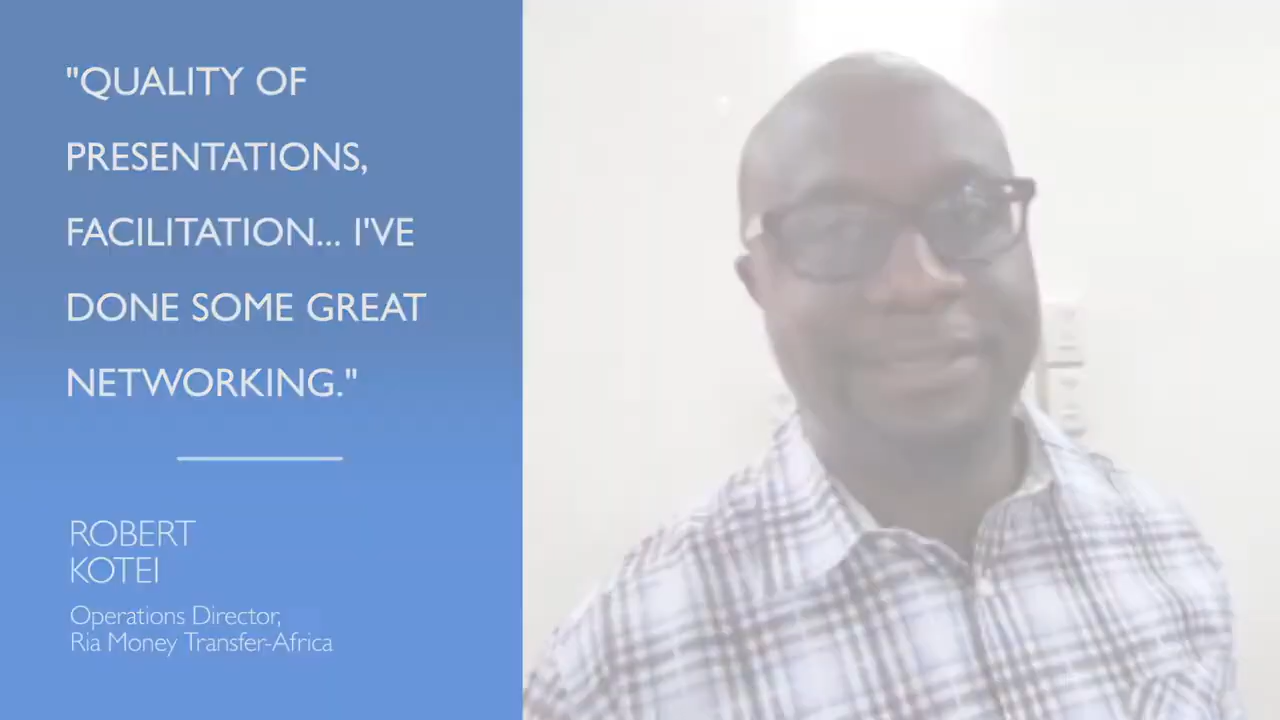 "QUALITY OF
PRESENTATIONS,
FACILITATION... I'VE
DONE SOME GREAT
NETWORKING."
ROBERT
KOTEI
Operations Director,
Ria Money Transfer-Africa